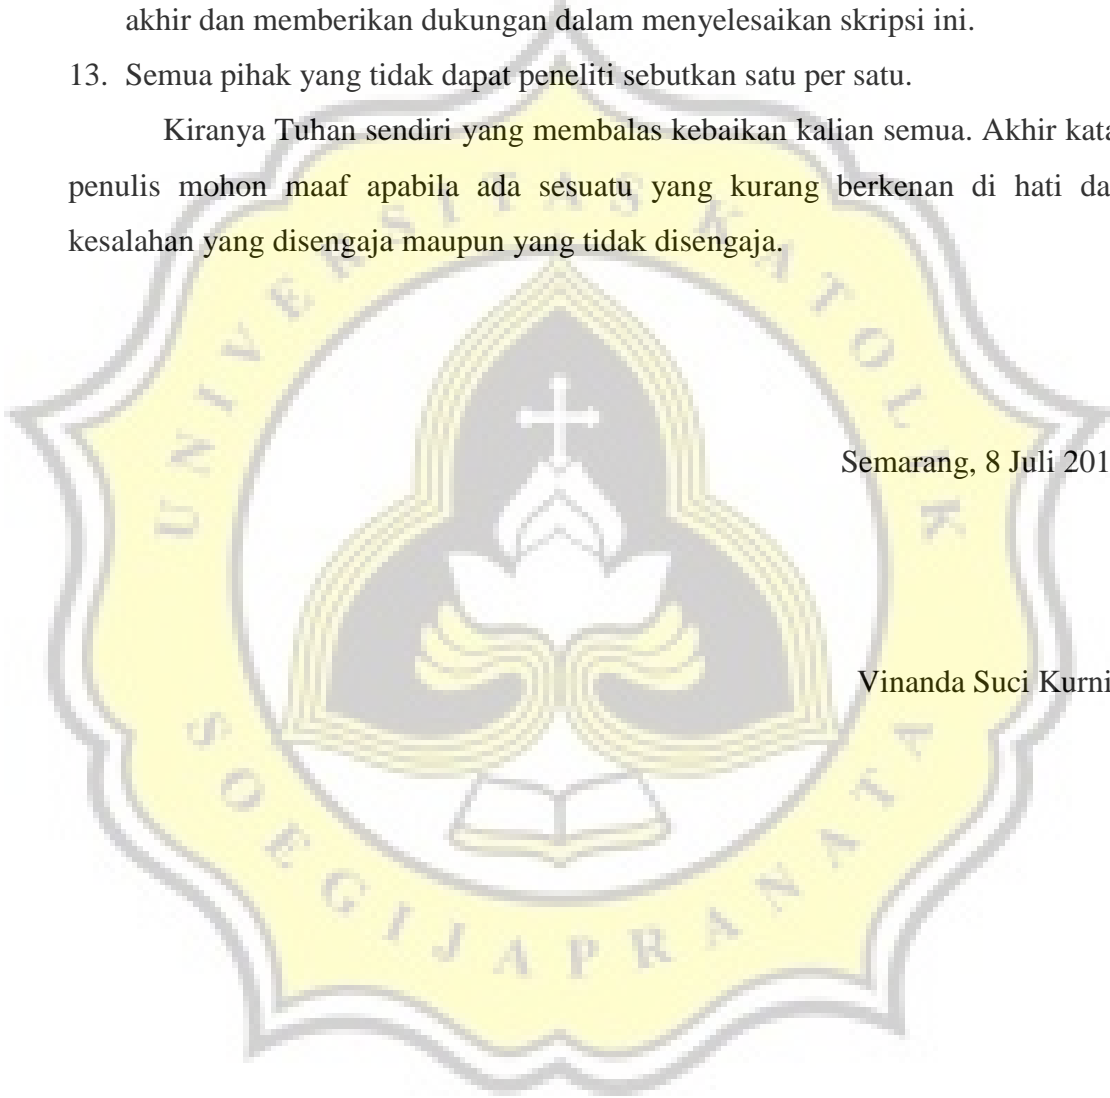 akhir dan memberikan dukungan dalam menyelesaikan skripsi ini.
13. Semua pihak yang tidak dapat peneliti sebutkan satu per satu.
Kiranya Tuhan sendiri yang membalas kebaikan kalian semua. Akhir kata
penulis mohon maaf apabila ada sesuatu yang kurang berkenan di hati da
kesalahan yang disengaja maupun yang tidak disengaja.
Semarang, 8 Juli 201
Vinanda Suci Kurni
UNIVERSITAS KATOLIK
SOEGIJAPRANATA